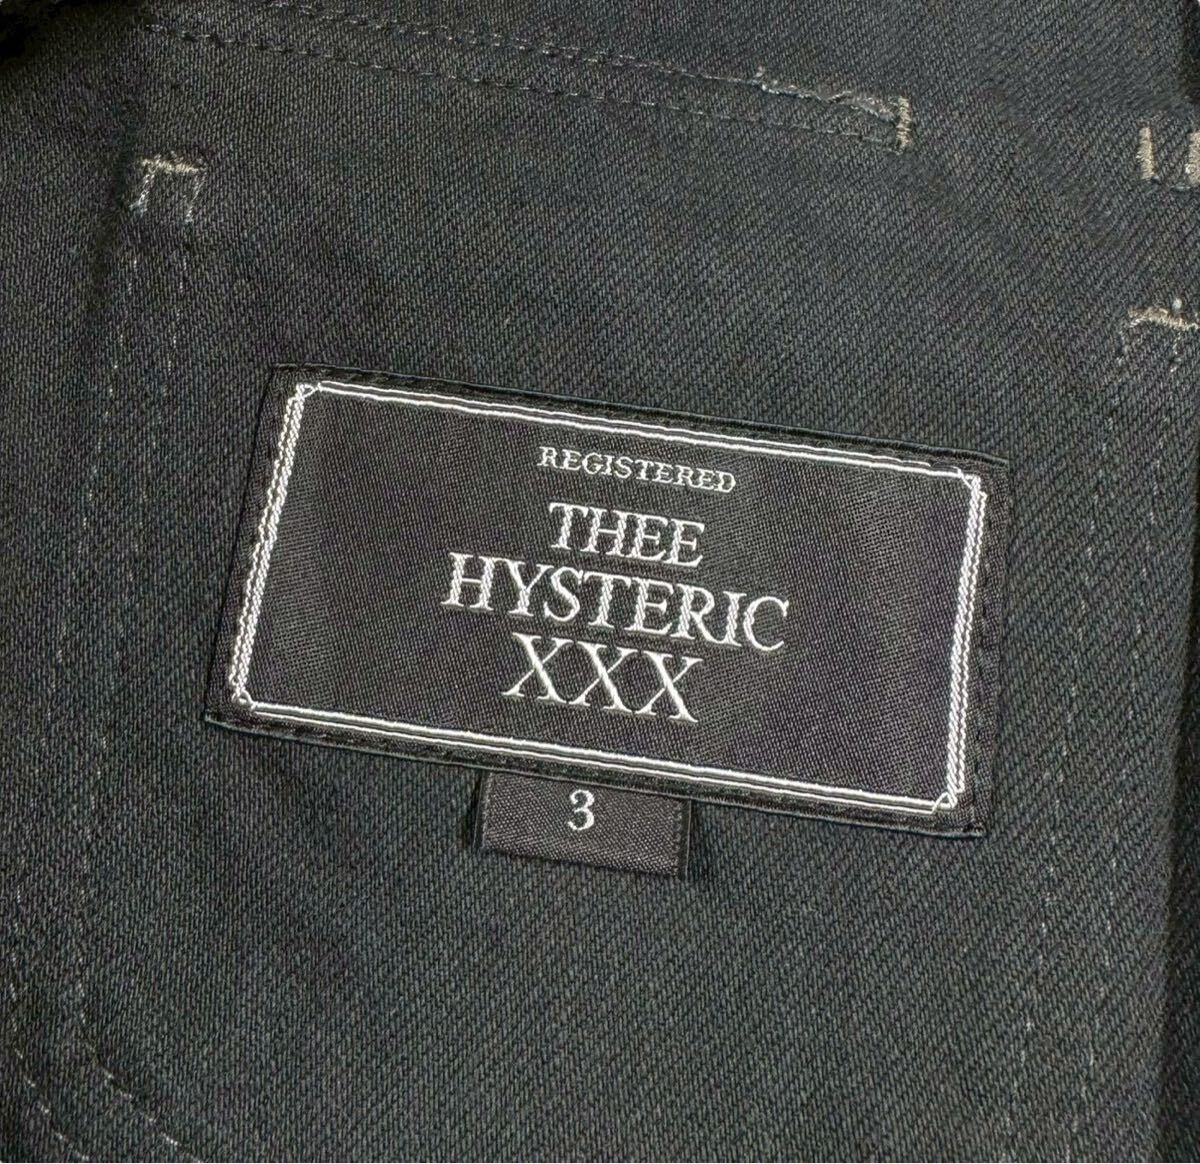 REGISTERED
THEE
HYSTERIC
XXX
3